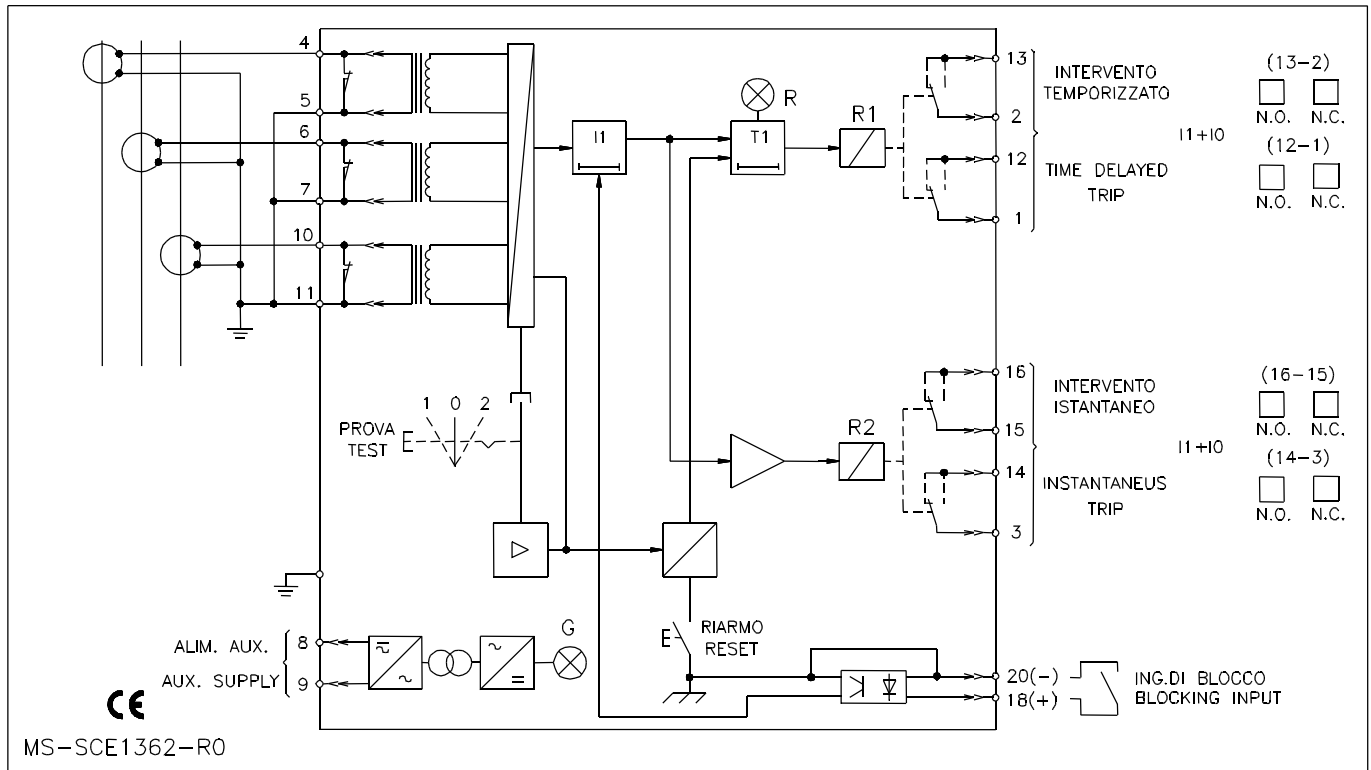 4
5
6
7
10
11
I1
T1
R
R1
13
2
12
1
INTERVENTO
TEMPORIZZATO
TIME DELAYED
TRIP
I1+I0
(13-2)
N.O. N.C.
(12-1)
N.O. N.C.
1 0 2
PROVA
TEST
R2
16
15
14
3
INTERVENTO
ISTANTANEO
INSTANTANEUS
TRIP
I1+I0
(16-15)
N.O. N.C.
(14-3)
N.O. N.C.
RIARMO
RESET
ALIM. AUX.
AUX. SUPPLY
8
9
G
20(-)
18(+)
ING.DI BLOCCO
BLOCKING INPUT
CE
MS-SCE1362-R0